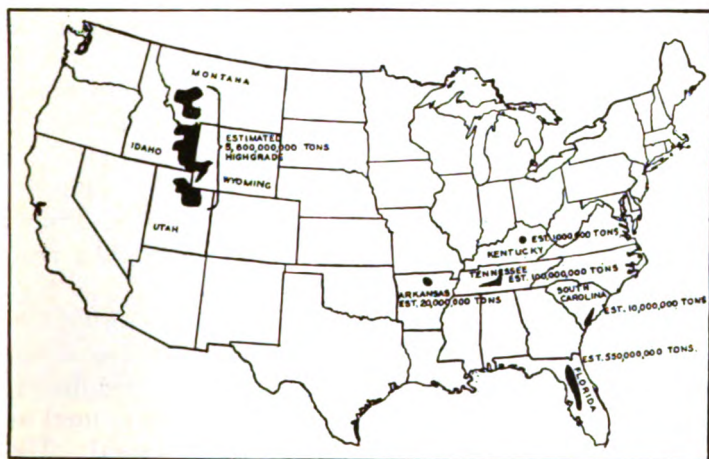 MONTANA
ESTIMATED
5,600,000,000 TONS
HIGHGRADE
IDAHO
WYOMING
UTAH
EST. 1000,000 TONS.
KENTUCKY
TENNESSEE
EST. 100,000,000 TONS
ARKANSAS
EST. 20,000,000 TONS
SOUTH
CAROLINA
EST. 10,000,000 TONS
EST. 550,000,000 TONS.
FLORIDA